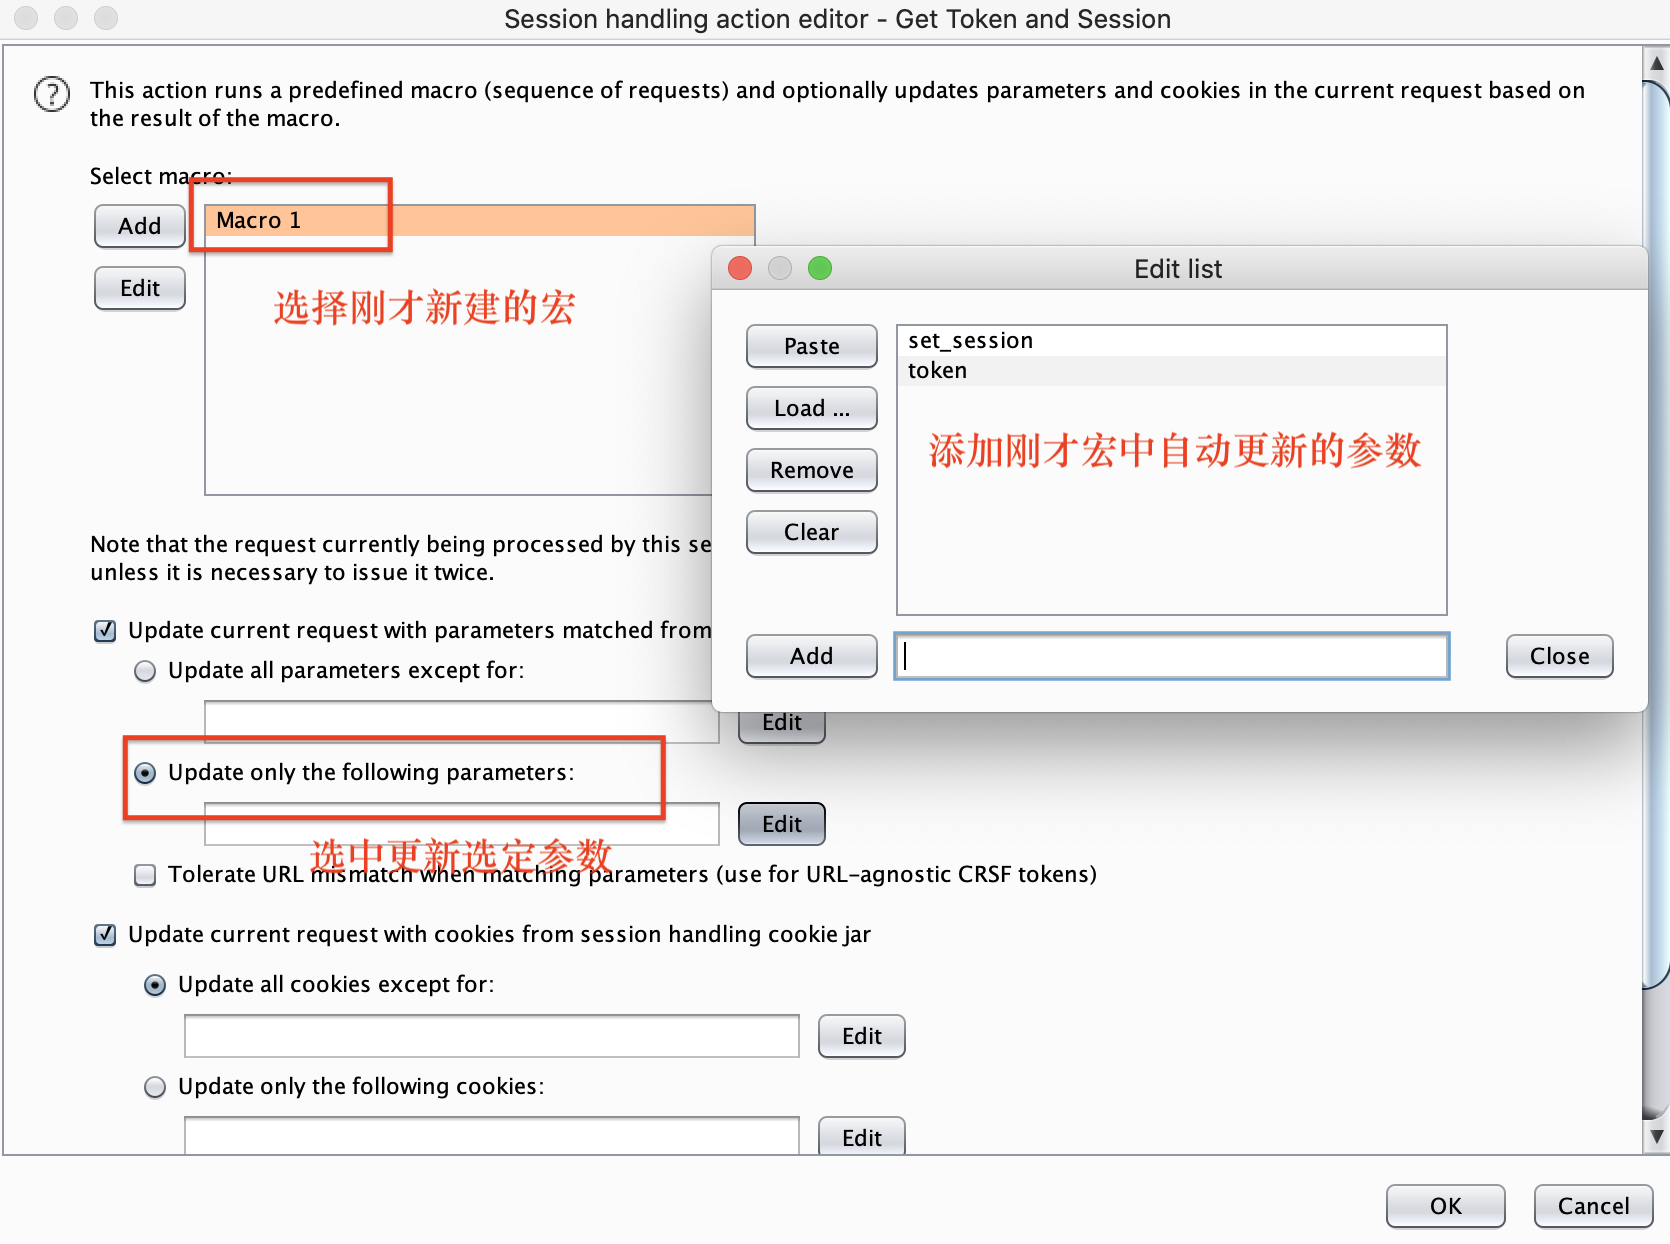 Session handling action editor - Get Token and Session
This action runs a predefined macro (sequence of requests) and optionally updates parameters and cookies in the current request based on
the result of the macro.
Select macro:
Add
Macro 1
Edit
选择刚才新建的宏
Edit list
Paste
set_session
token
Load ...
添加刚才宏中自动更新的参数
Remove
Clear
Add
Close
Note that the request currently being processed by this se
unless it is necessary to issue it twice.
Update current request with parameters matched from
Update all parameters except for:
Edit
Update only the following parameters:
Edit
选中更新选定参数
Tolerate URL mismatch when matching parameters (use for URL-agnostic CRSF tokens)
Update current request with cookies from session handling cookie jar
Update all cookies except for:
Edit
Update only the following cookies:
Edit
OK
Cancel